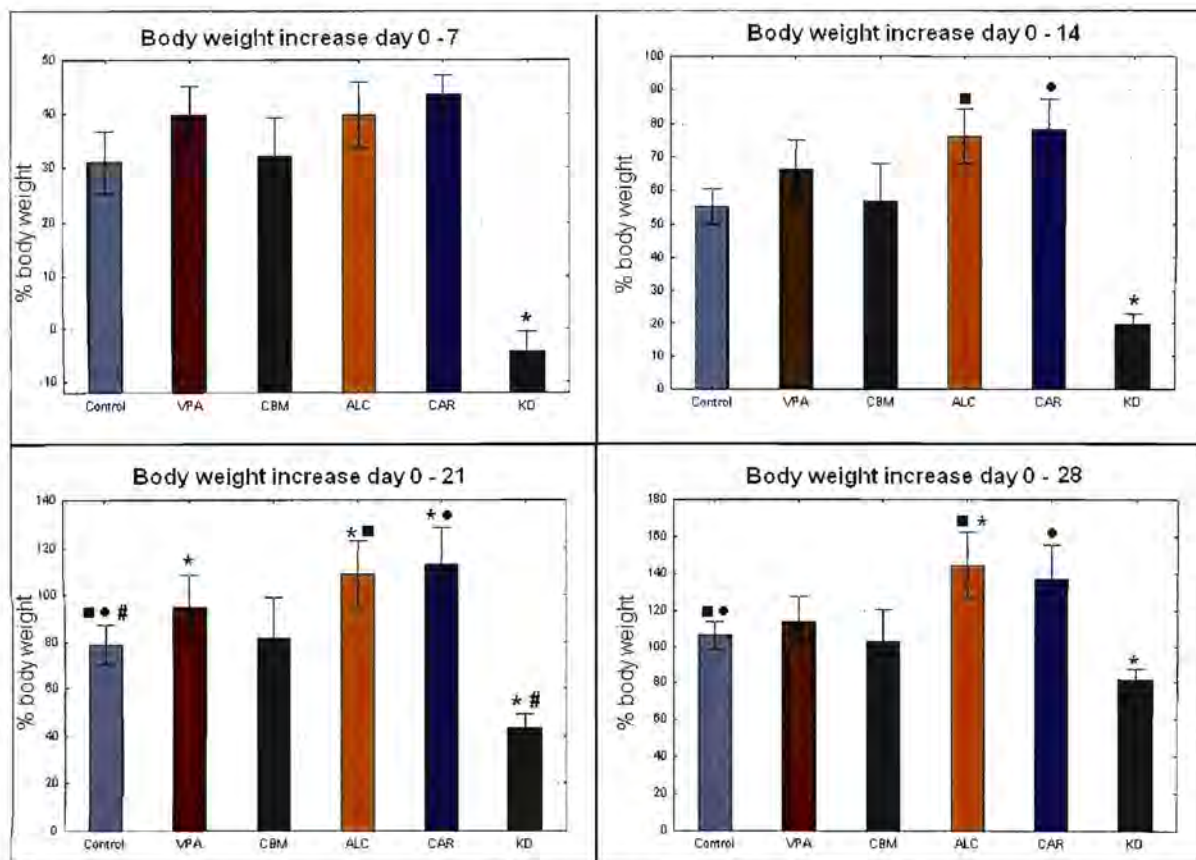 Body weight increase day 0 - 7
50
40
30
20
10
0
-10
% body weight
Control VPA CBM ALC CAR KD
*
Body weight increase day 0 - 14
100
90
80
70
60
50
40
30
20
10
0
% body weight
Control VPA CBM ALC CAR KD
■ ● *
Body weight increase day 0 - 21
140
120
100
80
60
40
20
0
% body weight
Control VPA CBM ALC CAR KD
■ ● # * * ■ * ● * #
Body weight increase day 0 - 28
180
160
140
120
100
80
60
40
20
0
% body weight
Control VPA CBM ALC CAR KD
■ ● ■ * ● *